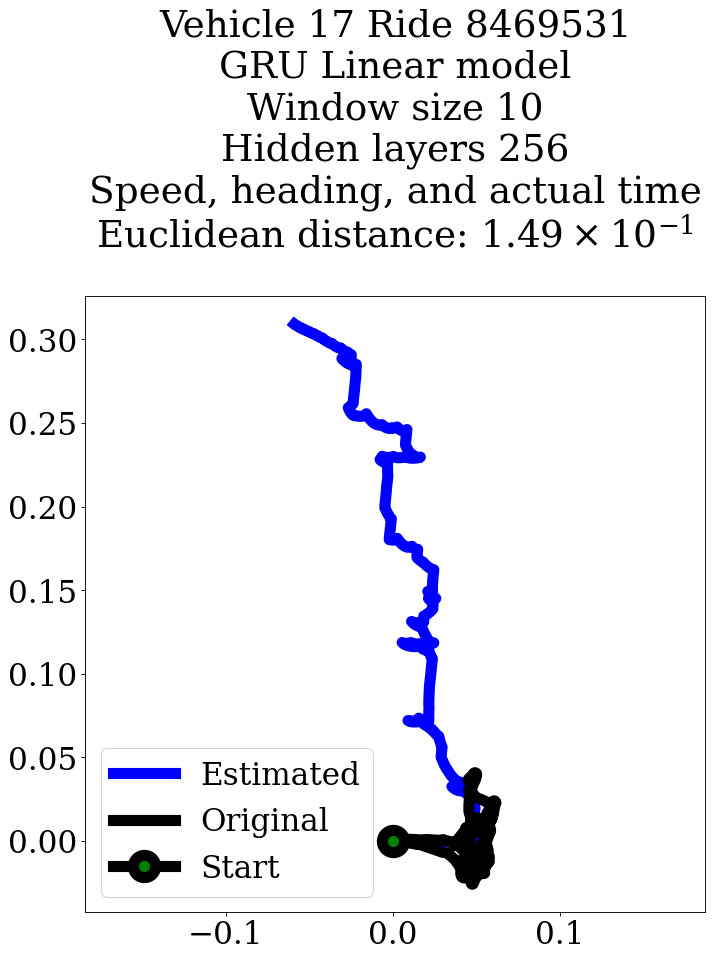 Vehicle 17 Ride 8469531
GRU Linear model
Window size 10
Hidden layers 256
Speed, heading, and actual time
Euclidean distance: 1.49 × 10⁻¹
0.30
0.25
0.20
0.15
0.10
0.05
0.00
Estimated
Original
Start
−0.1
0.0
0.1